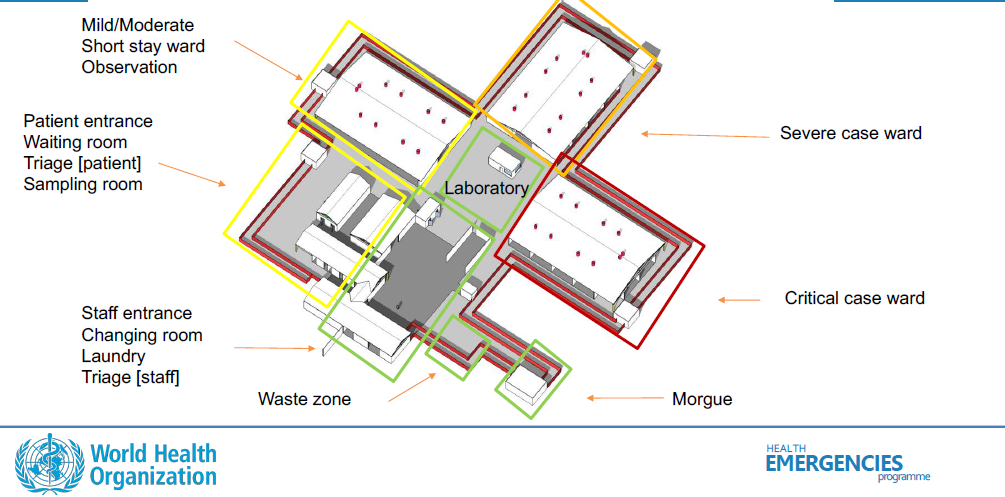 Mild/Moderate
Short stay ward
Observation
Patient entrance
Waiting room
Triage [patient]
Sampling room
Laboratory
Severe case ward
Critical case ward
Staff entrance
Changing room
Laundry
Triage [staff]
Waste zone
Morgue
World Health
Organization
HEALTH
EMERGENCIES
programme